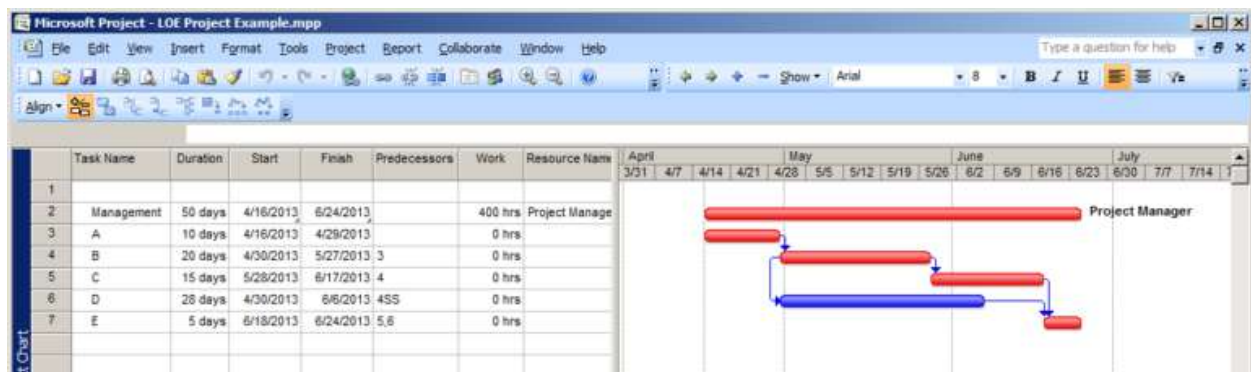 Microsoft Project - LOE Project Example.mpp
File Edit View Insert Format Tools Project Report Collaborate Window Help Type a question for help
Show Arial 8 B I U
Align
Task Name Duration Start Finish Predecessors Work Resource Name April May June July
3/31 4/7 4/14 4/21 4/28 5/5 5/12 5/19 5/26 6/2 6/9 6/16 6/23 6/30 7/7 7/14
1
2 Management 50 days 4/16/2013 6/24/2013 400 hrs Project Manage Project Manager
3 A 10 days 4/16/2013 4/29/2013 0 hrs
4 B 20 days 4/30/2013 5/27/2013 3 0 hrs
5 C 15 days 5/28/2013 6/17/2013 4 0 hrs
6 D 28 days 4/30/2013 6/6/2013 4SS 0 hrs
7 E 5 days 6/18/2013 6/24/2013 5,6 0 hrs
t Chart